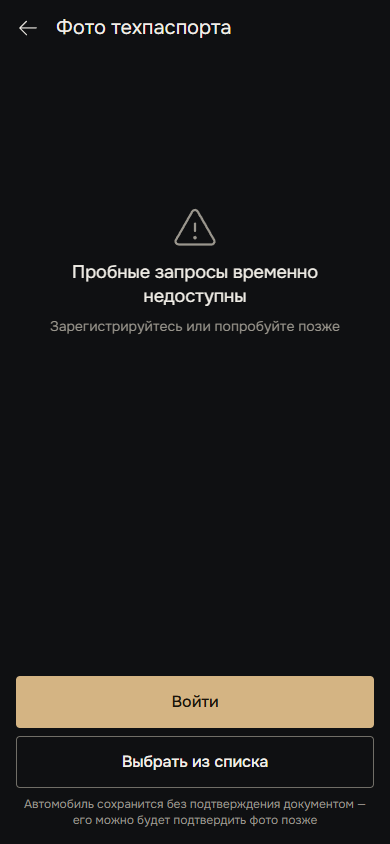 Фото техпаспорта
Пробные запросы временно
недоступны
Зарегистрируйтесь или попробуйте позже
Войти
Выбрать из списка
Автомобиль сохранится без подтверждения документом —
его можно будет подтвердить фото позже